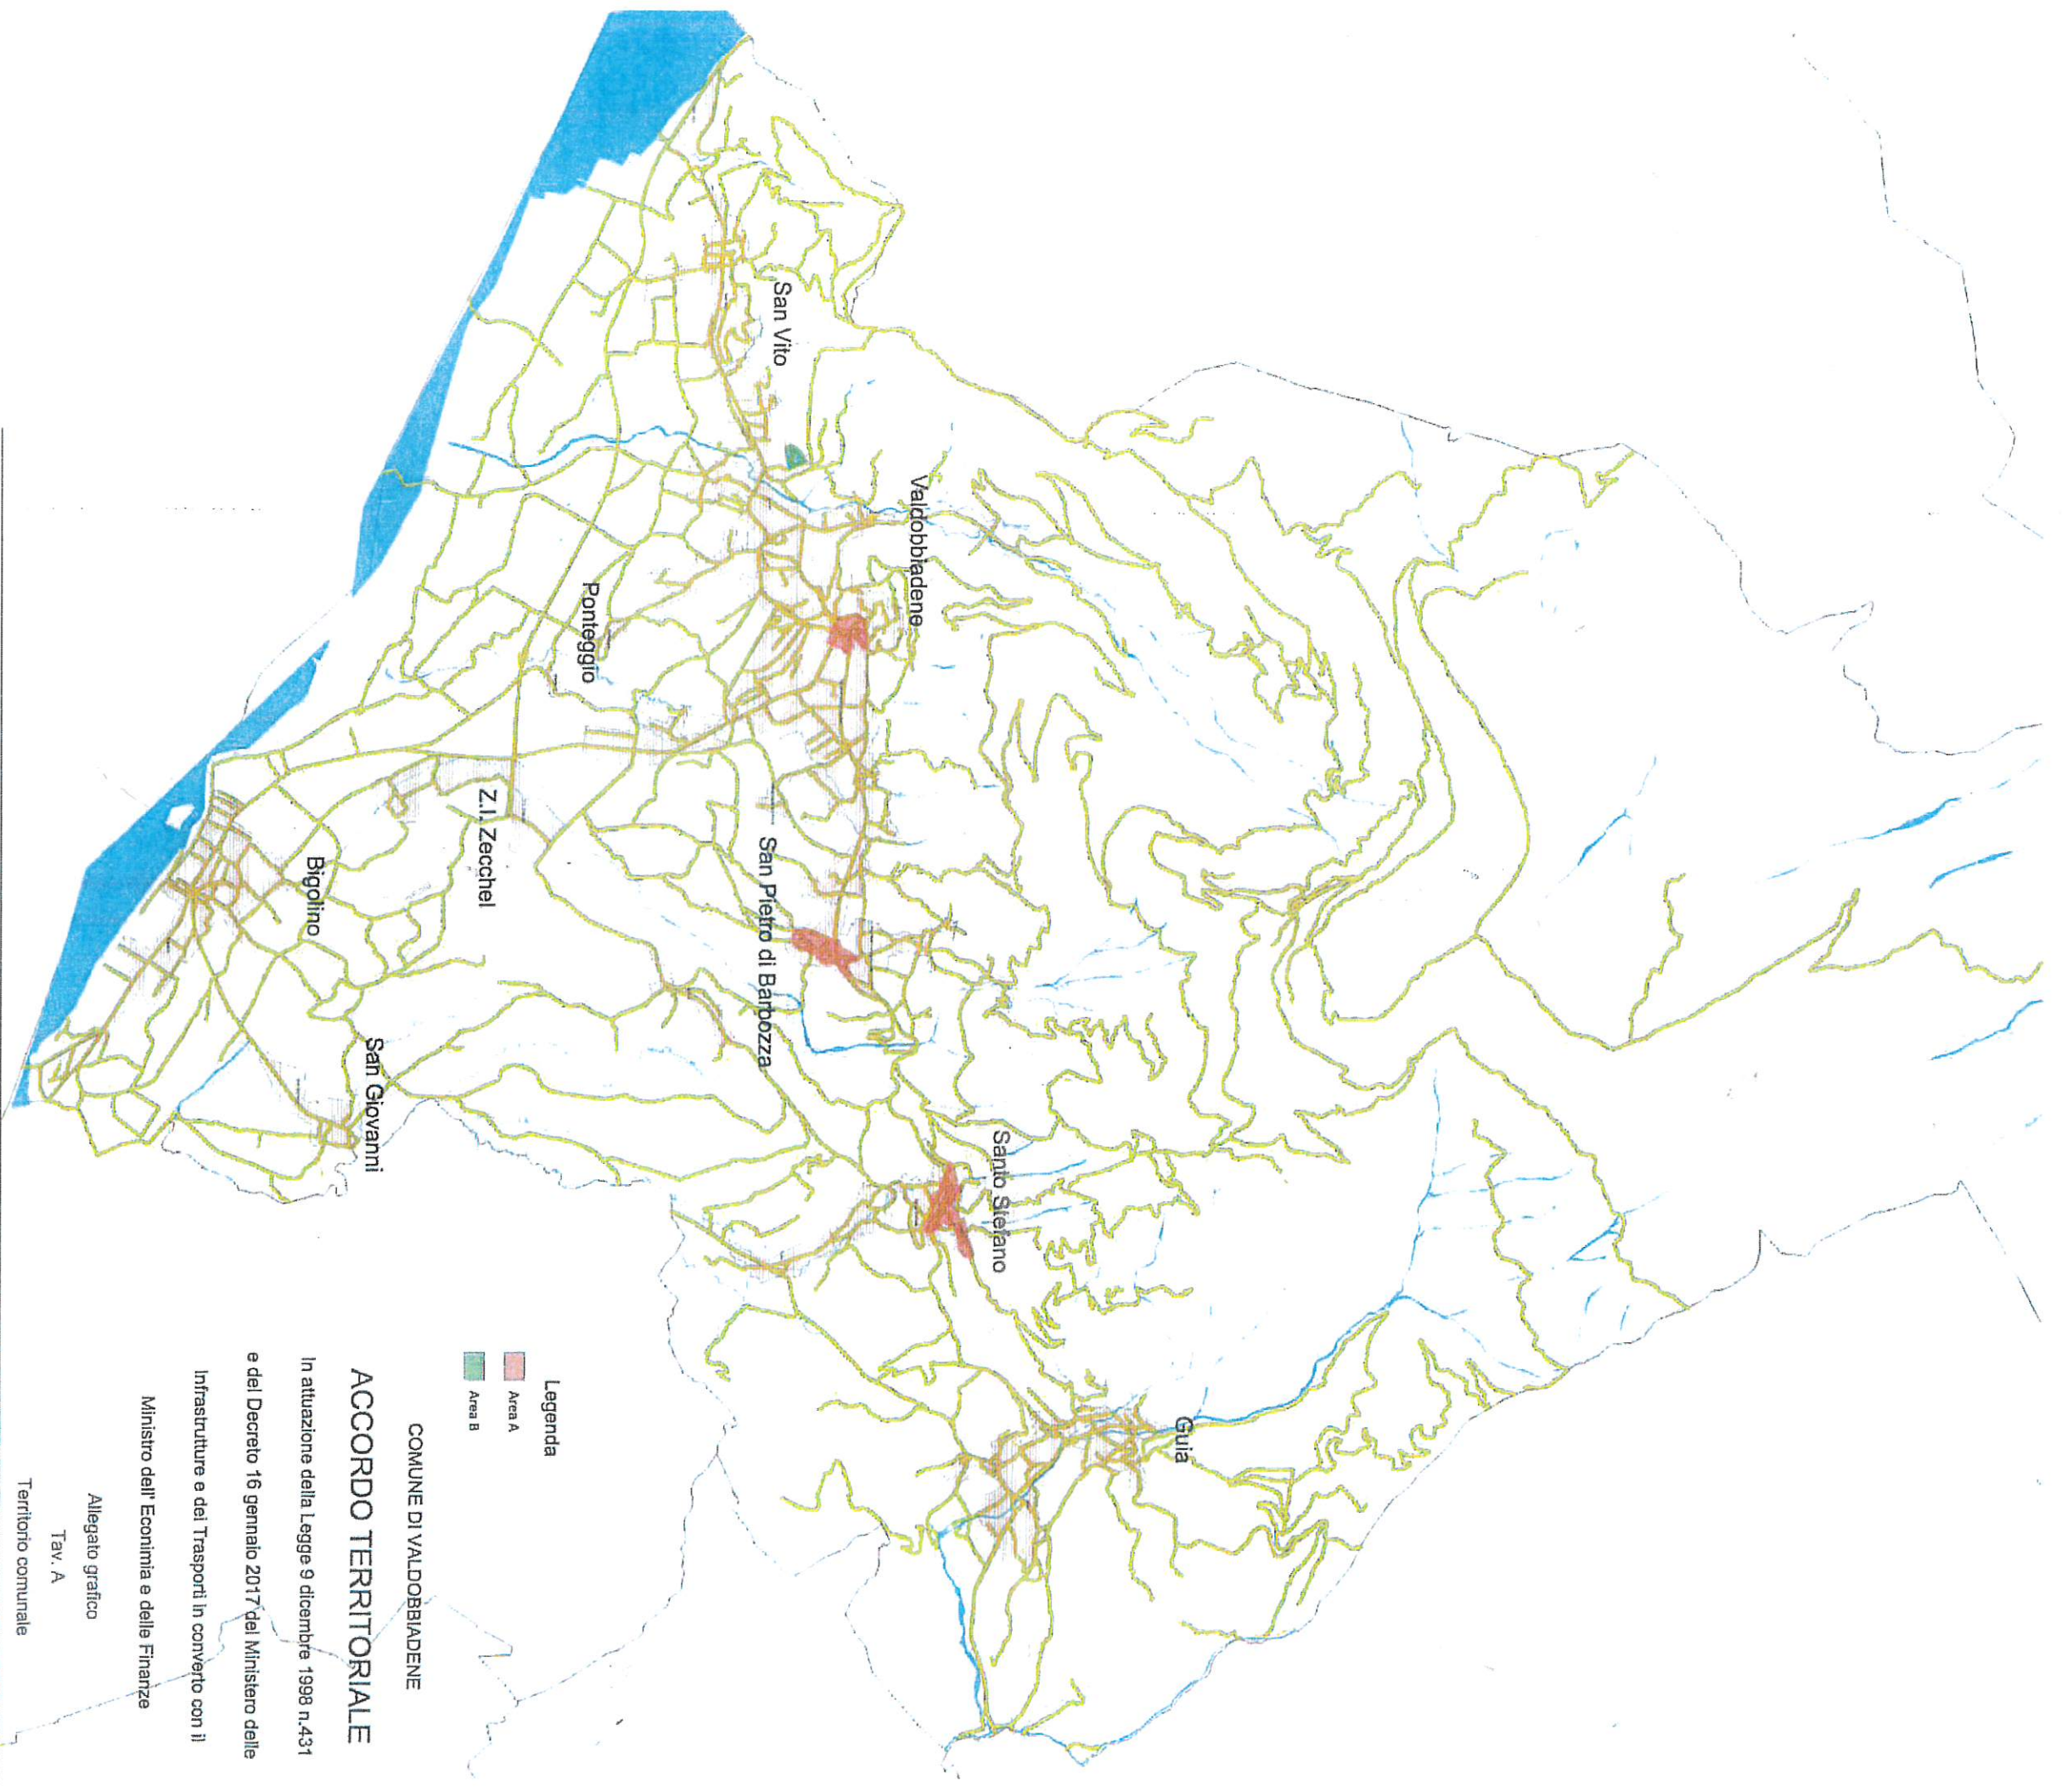 San Vito
Valdobbiadene
Ponteggio
San Pietro di Barbozza
Z.I. Zecchel
Bigolino
San Giovanni
Santo Stefano
Guia
Legenda
Area A
Area B
COMUNE DI VALDOBBIADENE
ACCORDO TERRITORIALE
In attuazione della Legge 9 dicembre 1998 n.431
e del Decreto 16 gennaio 2017 del Ministero delle
Infrastrutture e dei Trasporti in converto con il
Ministro dell' Econimia e delle Finanze
Allegato grafico
Tav. A
Territorio comunale